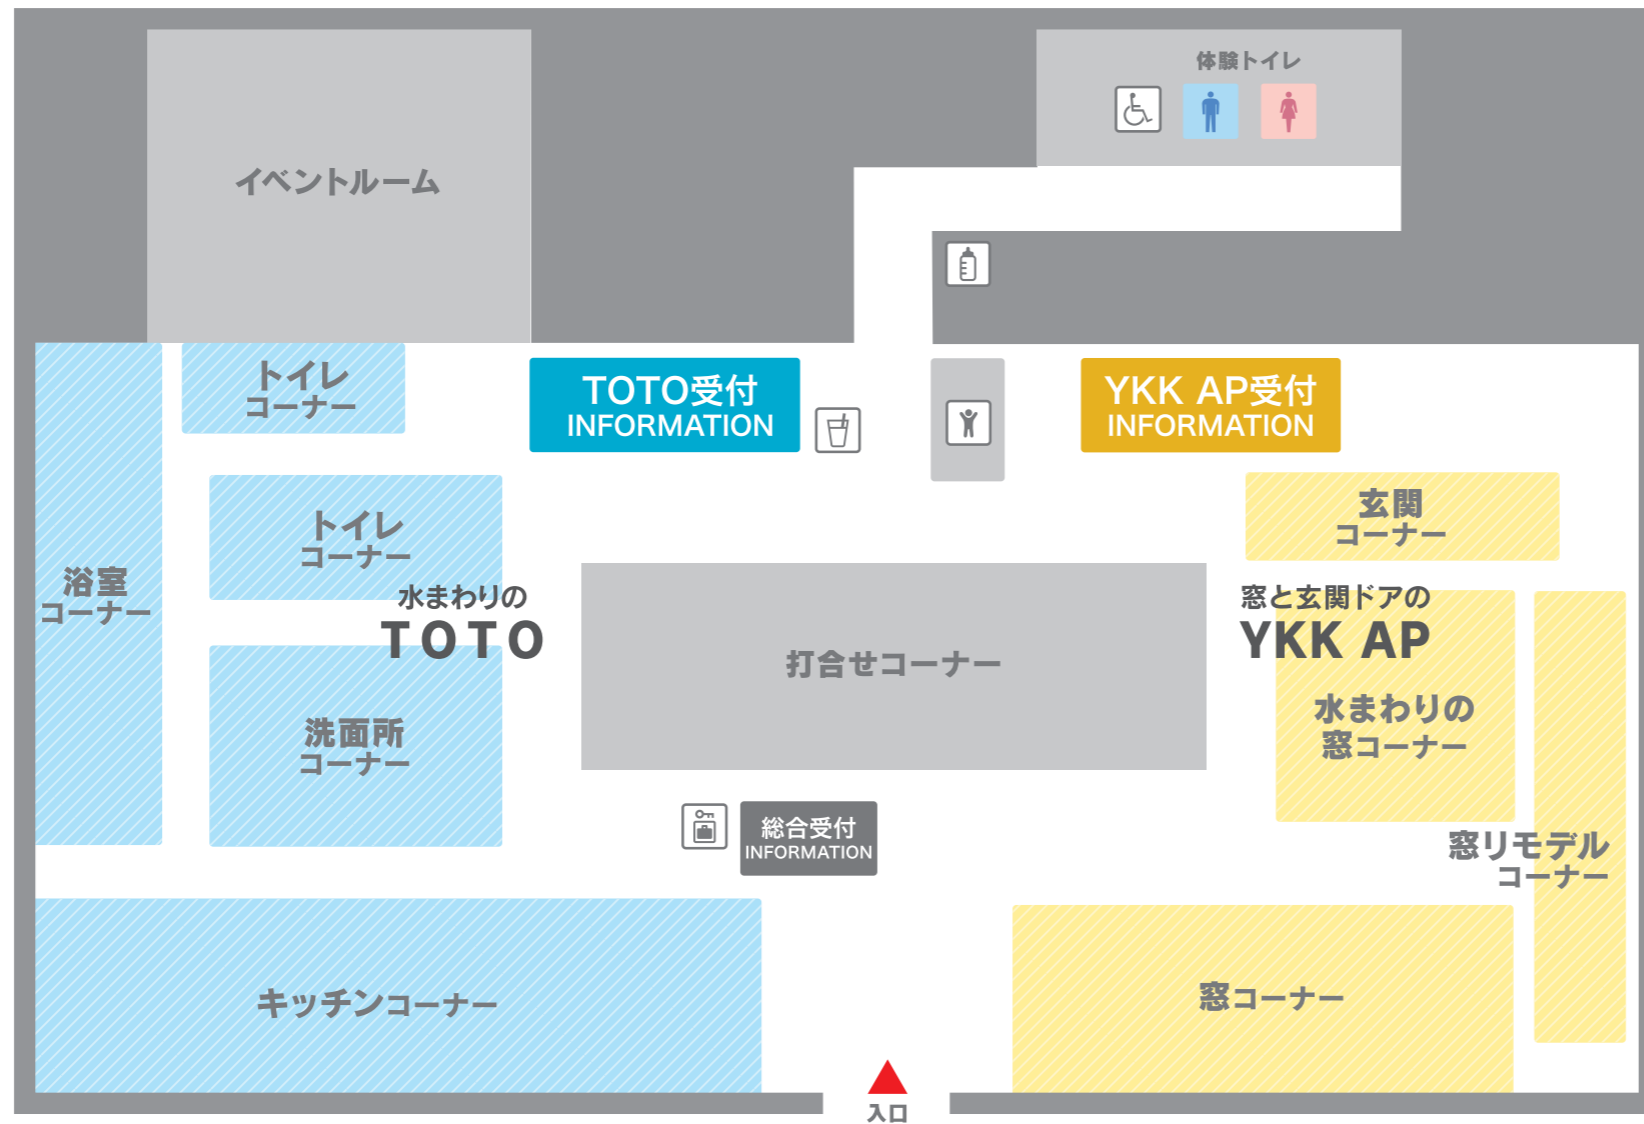 体験トイレ
イベントルーム
トイレ
コーナー
TOTO受付
INFORMATION
YKK AP受付
INFORMATION
トイレ
コーナー
玄関
コーナー
浴室
コーナー
水まわりの
TOTO
窓と玄関ドアの
YKK AP
打合せコーナー
洗面所
コーナー
水まわりの
窓コーナー
総合受付
INFORMATION
窓リモデル
コーナー
キッチンコーナー
窓コーナー
入口